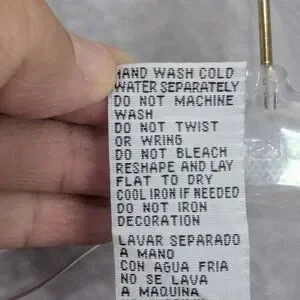 HAND WASH COLD
WATER SEPARATELY
DO NOT MACHINE
WASH
DO NOT TWIST
OR WRING
DO NOT BLEACH
RESHAPE AND LAY
FLAT TO DRY
COOL IRON IF NEEDED
DO NOT IRON
DECORATION
LAVAR SEPARADO
A MANO
CON AGUA FRIA
NO SE LAVA
A MAQUINA